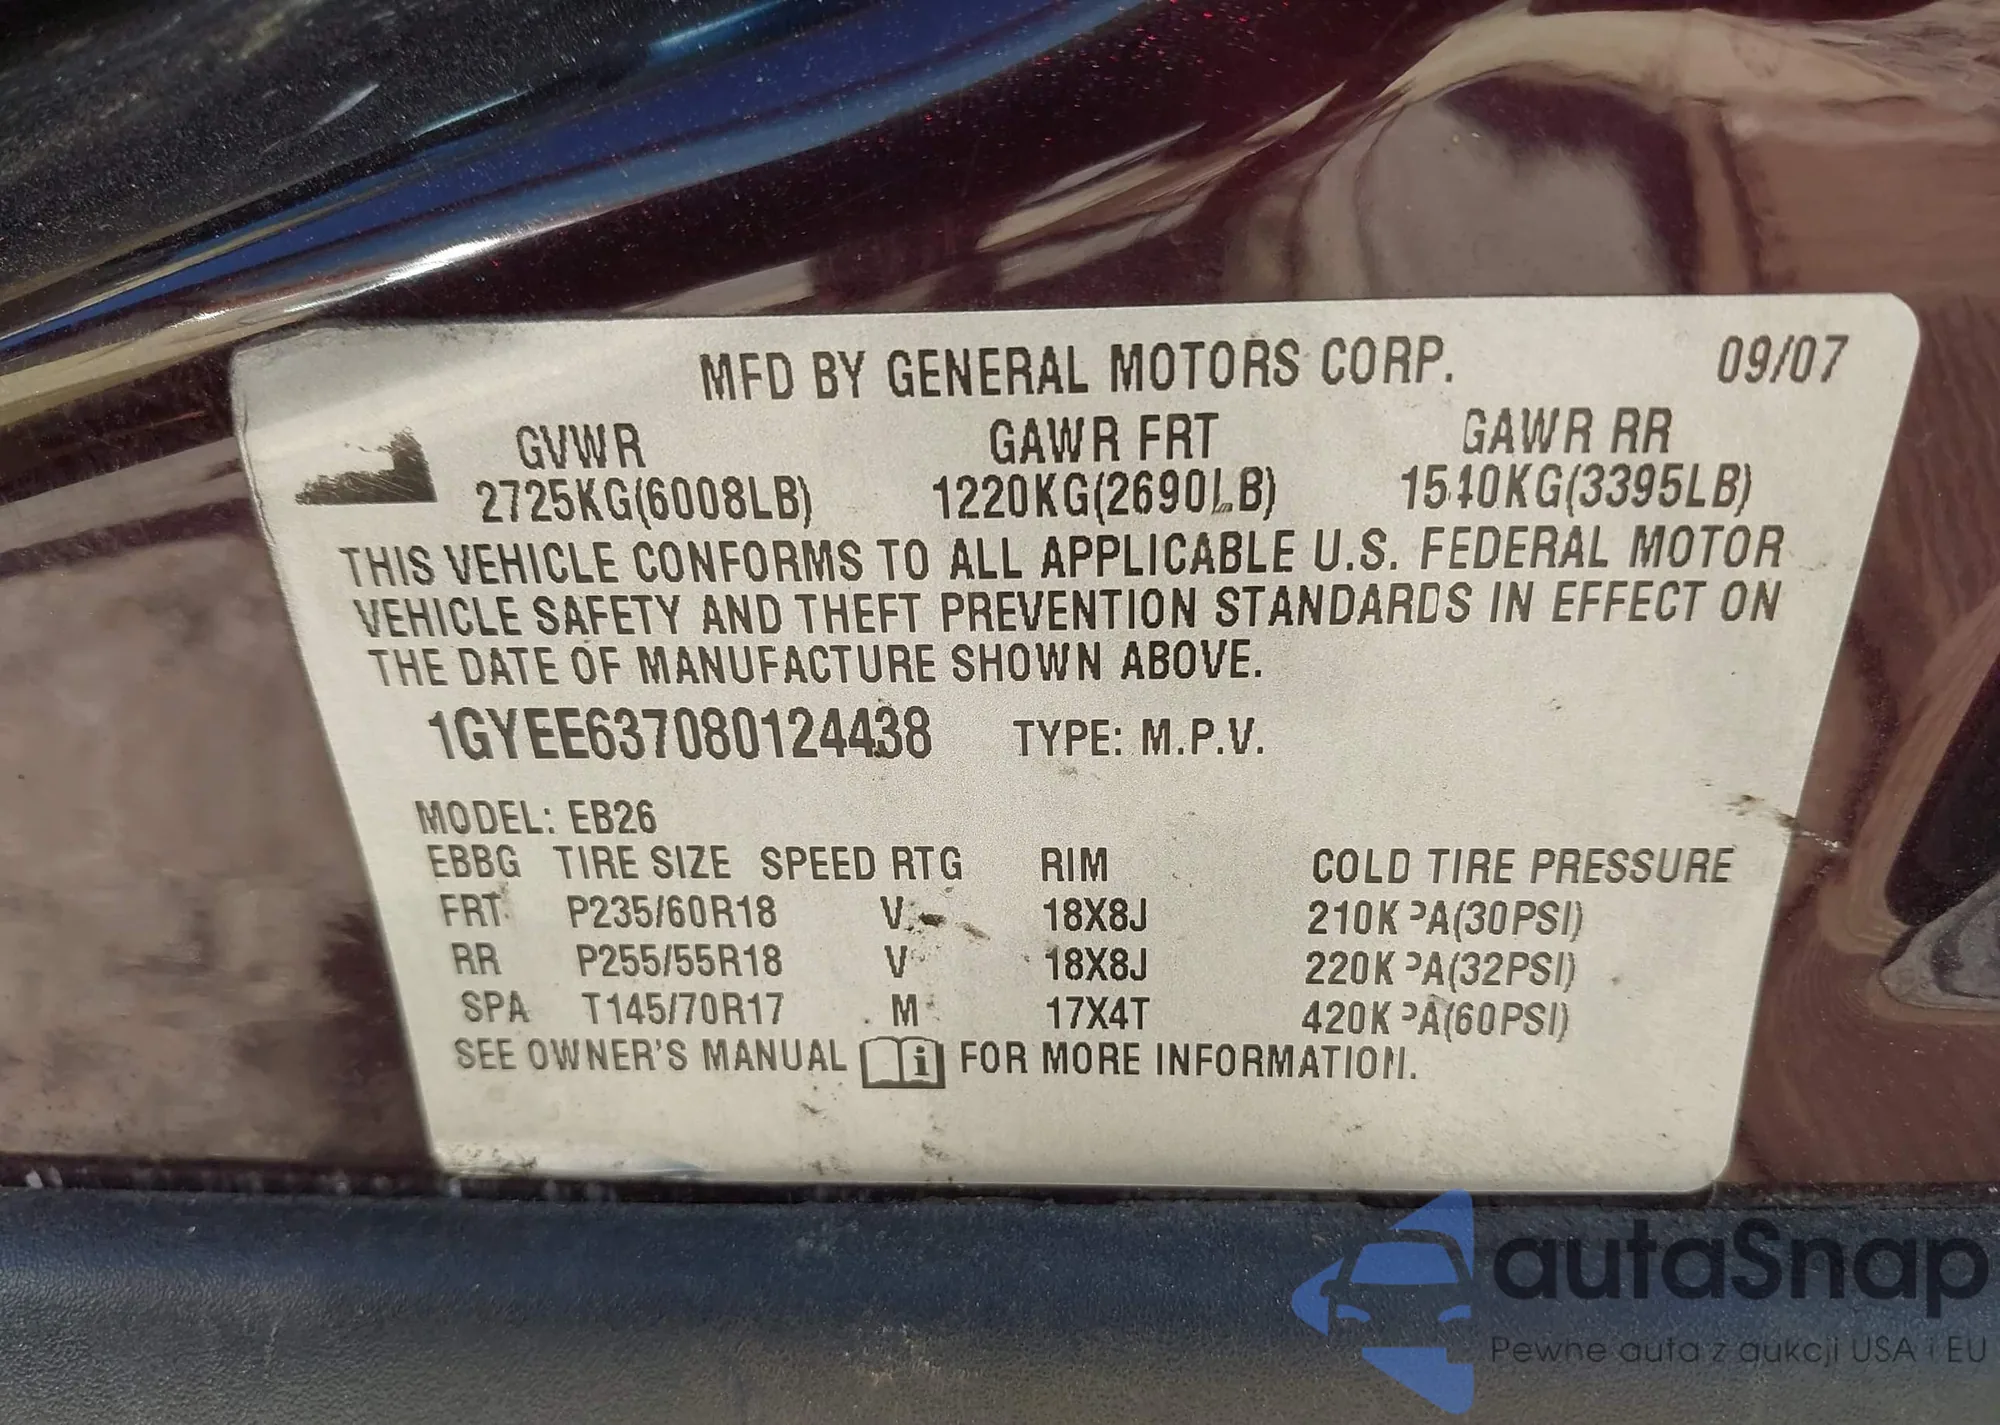 MFD BY GENERAL MOTORS CORP. 09/07
GVWR GAWR FRT GAWR RR
2725KG(6008LB) 1220KG(2690LB) 1540KG(3395LB)
THIS VEHICLE CONFORMS TO ALL APPLICABLE U.S. FEDERAL MOTOR
VEHICLE SAFETY AND THEFT PREVENTION STANDARDS IN EFFECT ON
THE DATE OF MANUFACTURE SHOWN ABOVE.
1GYEE637080124438 TYPE: M.P.V.
MODEL: EB26
EBBG TIRE SIZE SPEED RTG RIM COLD TIRE PRESSURE
FRT P235/60R18 V 18X8J 210KPA(30PSI)
RR P255/55R18 V 18X8J 220KPA(32PSI)
SPA T145/70R17 M 17X4T 420KPA(60PSI)
SEE OWNER'S MANUAL i FOR MORE INFORMATION.
autaSnap
Pewne auta z aukcji USA i EU